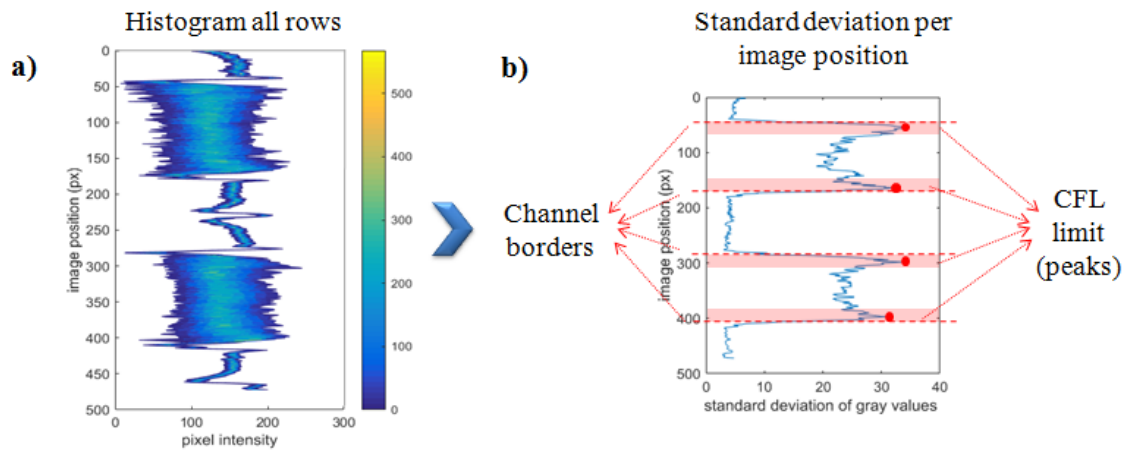 Histogram all rows
a)
0
50
100
150
200
250
300
350
400
450
500
image position (px)
0
100
200
300
pixel intensity
500
400
300
200
100
0
Standard deviation per
image position
b)
0
100
200
300
400
500
image position (px)
0
10
20
30
40
standard deviation of gray values
Channel
borders
CFL
limit
(peaks)